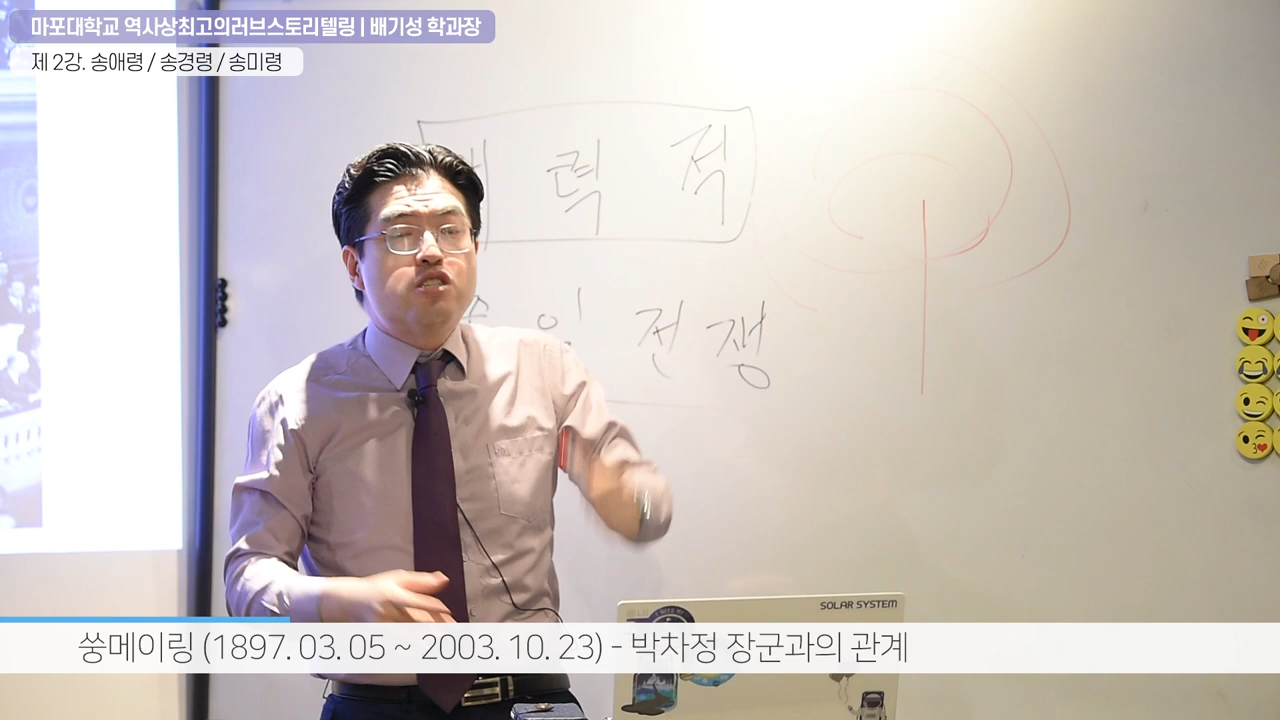 마포대학교 역사상최고의러브스토리텔링 | 배기성 학과장
제 2강. 송애령 / 송경령 / 송미령
력 적
일 전 쟁
SOLAR SYSTEM
쑹메이링 (1897. 03. 05 ~ 2003. 10. 23) - 박차정 장군과의 관계